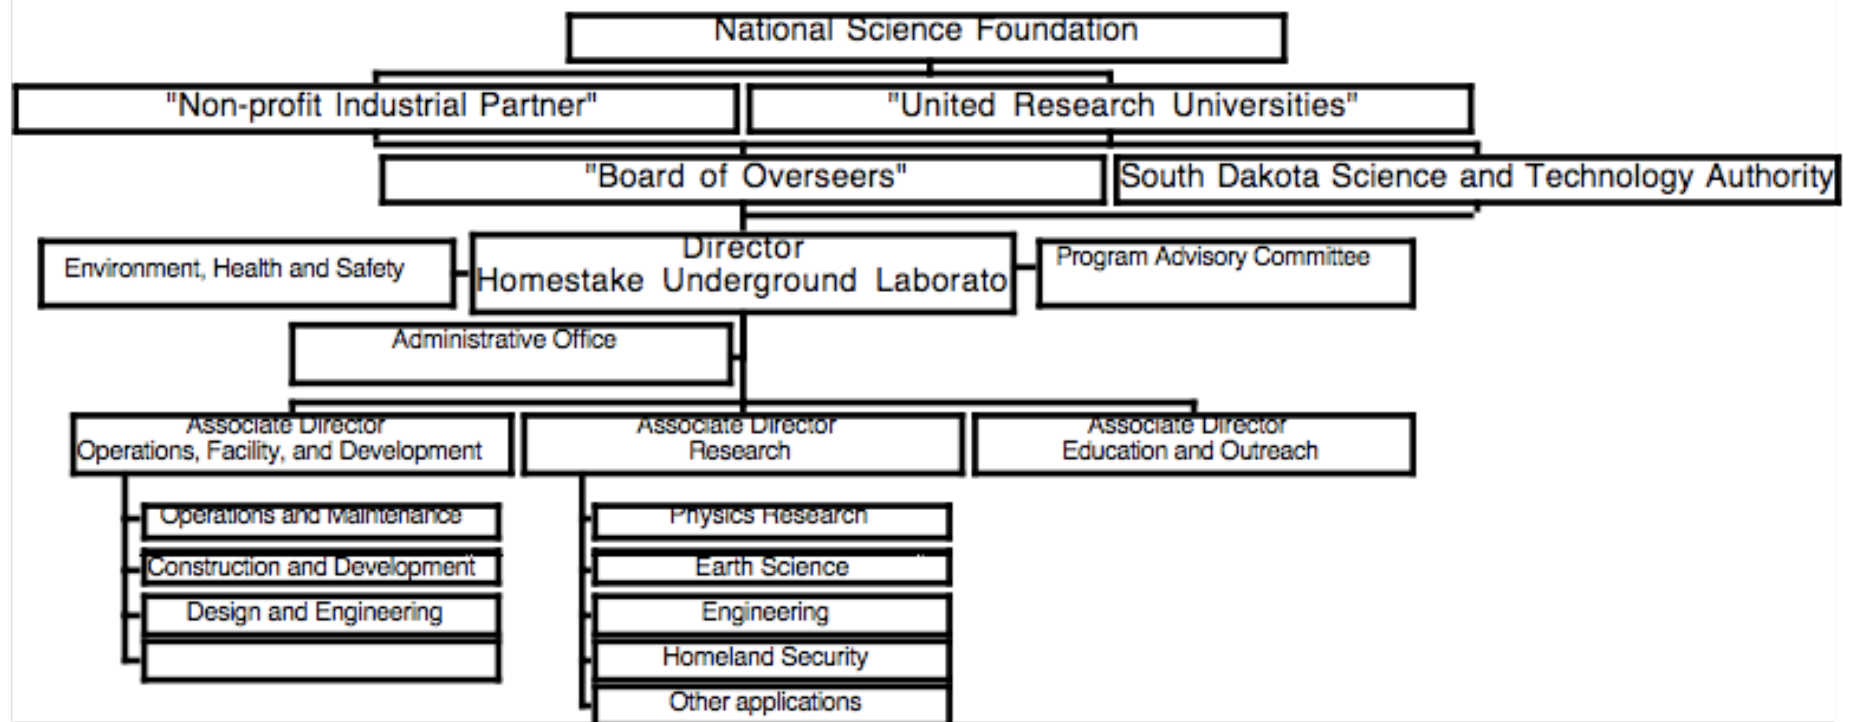 National Science Foundation
"Non-profit Industrial Partner"
"United Research Universities"
"Board of Overseers"
South Dakota Science and Technology Authority
Environment, Health and Safety
Director
Homestake Underground Laborato
Program Advisory Committee
Administrative Office
Associate Director
Operations, Facility, and Development
Associate Director
Research
Associate Director
Education and Outreach
Operations and Maintenance
Construction and Development
Design and Engineering
Physics Research
Earth Science
Engineering
Homeland Security
Other applications